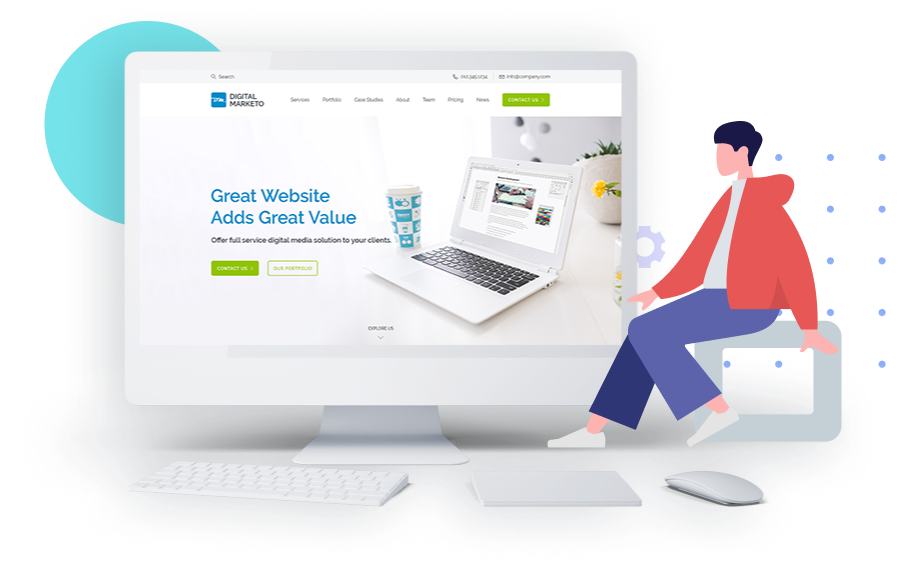 Search
info@company.com
DIGITAL
MARKETO
Services Portfolio Case Studies About Team Pricing News CONTACT US
Great Website
Adds Great Value
Offer full service digital media solution to your clients.
CONTACT US OUR PORTFOLIO
EXPLORE US